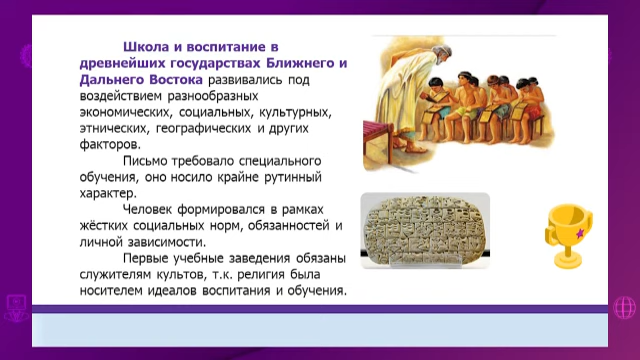 Школа и воспитание в
древнейших государствах Ближнего и
Дальнего Востока развивались под
воздействием разнообразных
экономических, социальных, культурных,
этнических, географических и других
факторов.
Письмо требовало специального
обучения, оно носило крайне рутинный
характер.
Человек формировался в рамках
жёстких социальных норм, обязанностей и
личной зависимости.
Первые учебные заведения обязаны
служителям культов, т.к. религия была
носителем идеалов воспитания и обучения.